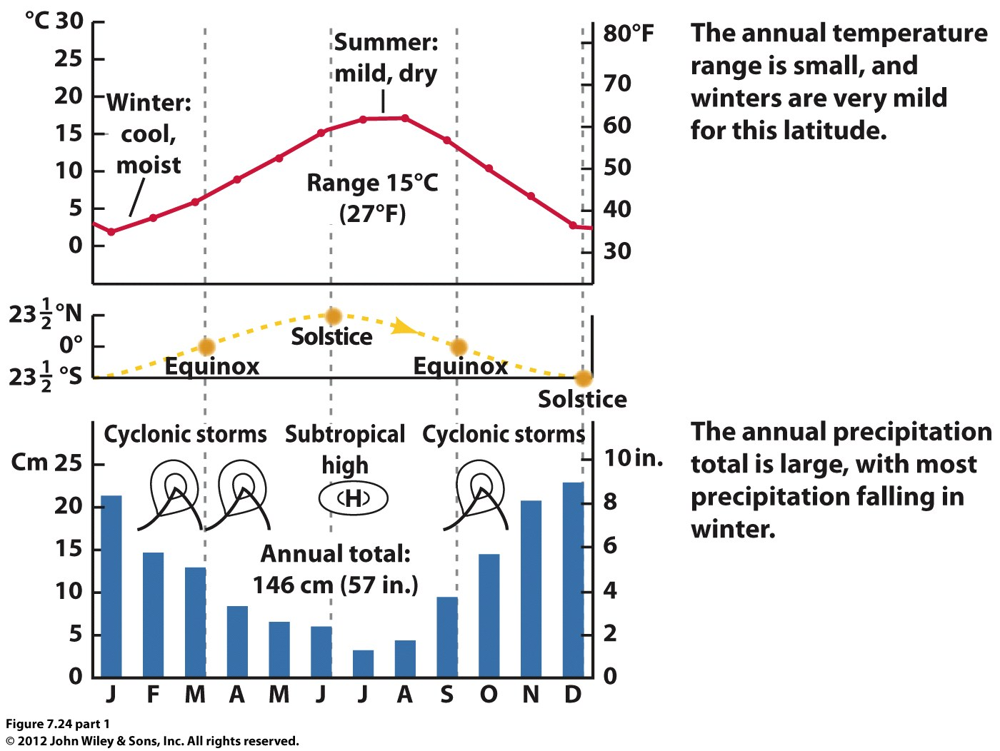 °C 30
25
20
15
10
5
0
80°F
70
60
50
40
30
Winter:
cool,
moist
Summer:
mild, dry
Range 15°C
(27°F)
The annual temperature
range is small, and
winters are very mild
for this latitude.
23 1/2 °N
0°
23 1/2 °S
Equinox
Solstice
Equinox
Solstice
Cyclonic storms
Subtropical
high
H
Cyclonic storms
Cm 25
20
15
10
5
0
10 in.
8
6
4
2
0
Annual total:
146 cm (57 in.)
The annual precipitation
total is large, with most
precipitation falling in
winter.
J F M A M J J A S O N D
Figure 7.24 part 1
© 2012 John Wiley & Sons, Inc. All rights reserved.